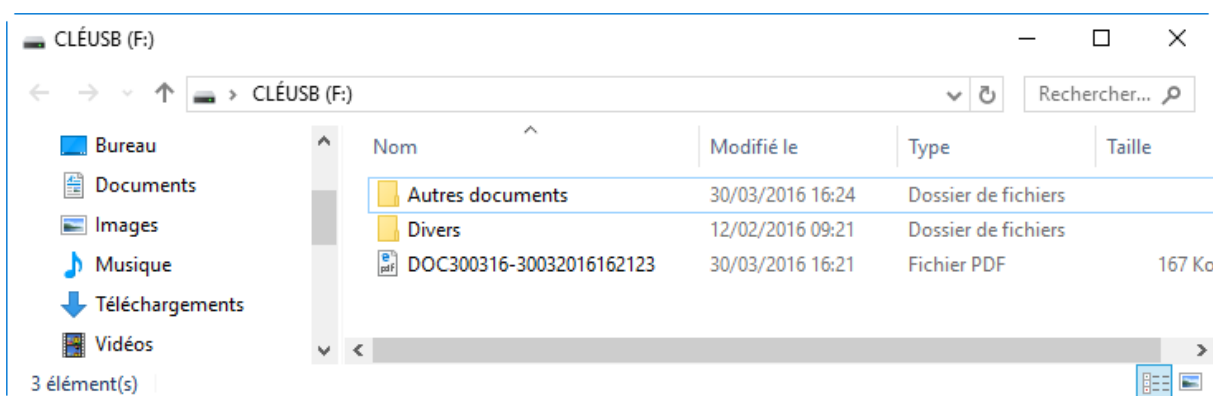 CLÉUSB (F:)
CLÉUSB (F:) Rechercher...
Bureau
Documents
Images
Musique
Téléchargements
Vidéos
Nom Modifié le Type Taille
Autres documents 30/03/2016 16:24 Dossier de fichiers
Divers 12/02/2016 09:21 Dossier de fichiers
DOC300316-30032016162123 30/03/2016 16:21 Fichier PDF 167 Ko
3 élément(s)